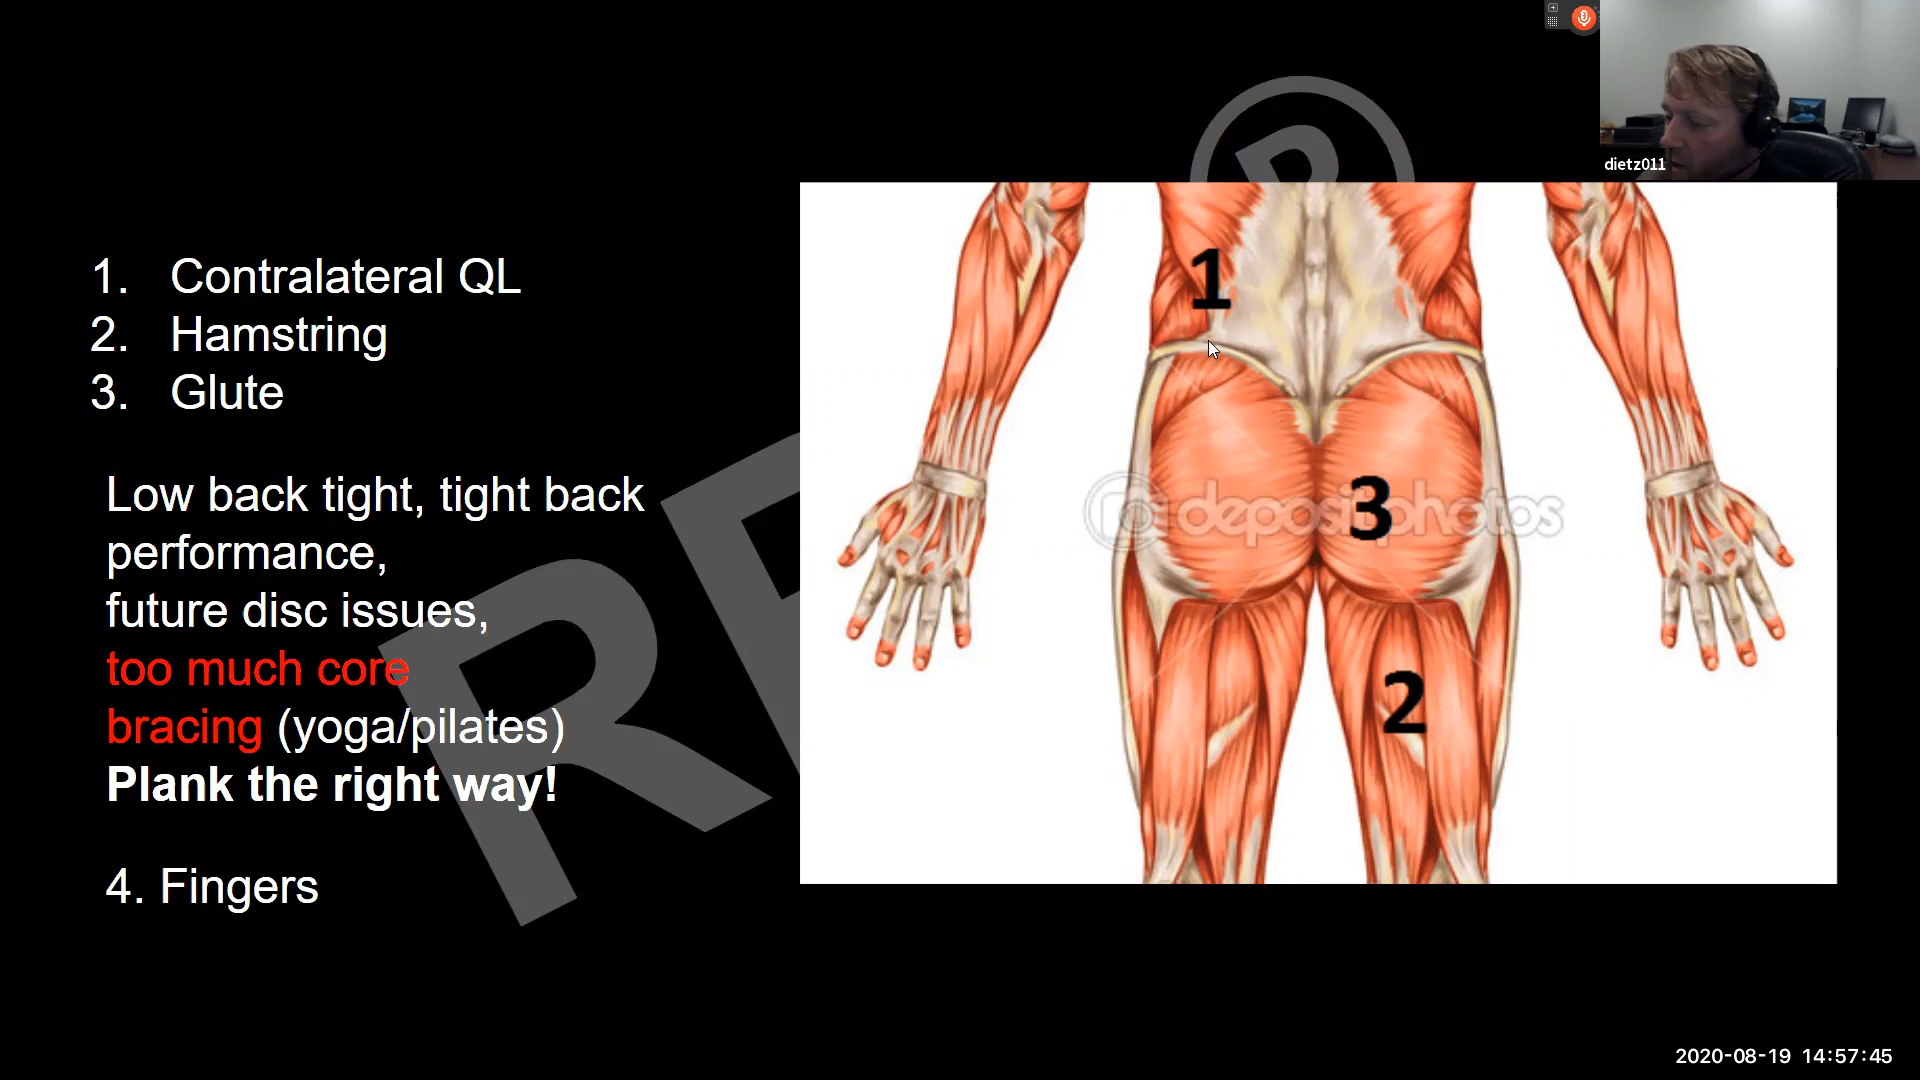 dietz011
R
1. Contralateral QL
2. Hamstring
3. Glute
Low back tight, tight back
performance,
future disc issues,
too much core
bracing (yoga/pilates)
Plank the right way!
4. Fingers
1
3
depositphotos
2
2020-08-19 14:57:45